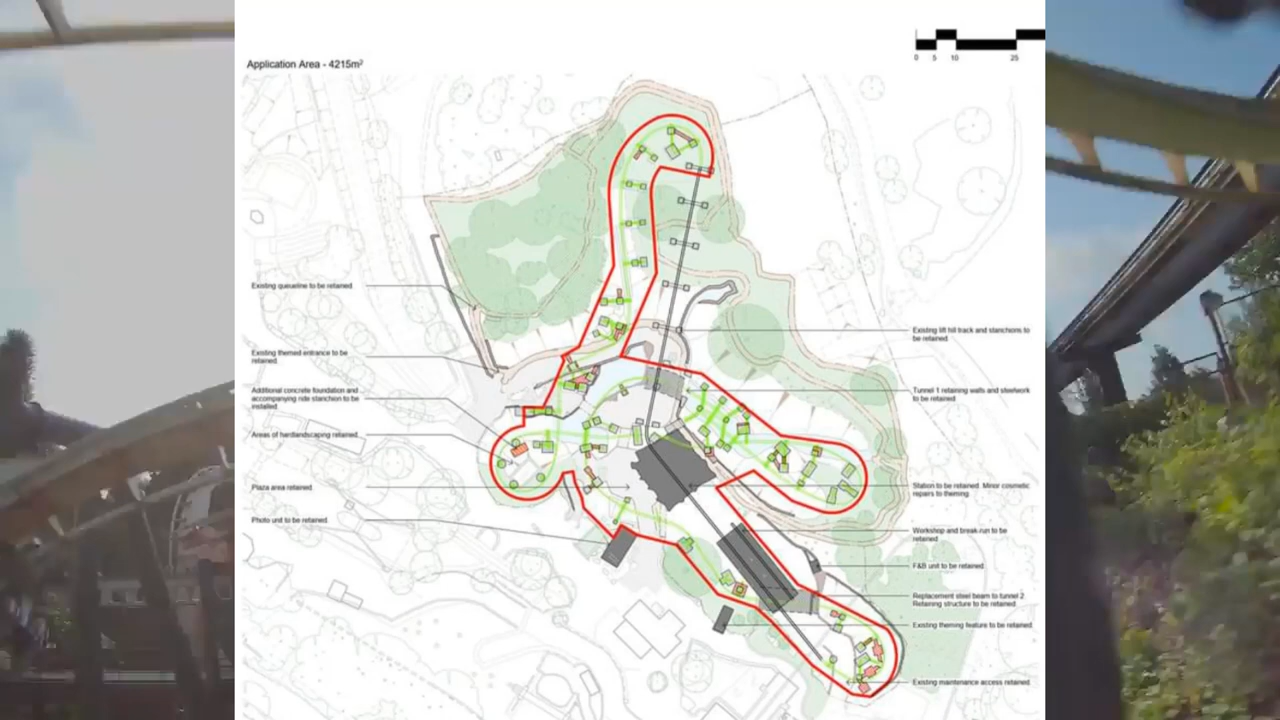 Application Area - 4215m²
0 5 10 25
Existing queueline to be retained
Existing themed entrance to be
retained
Additional concrete foundation and
accompanying ride stanchion to be
installed
Areas of hardlandscaping retained
Plaza area retained
Photo unit to be retained
Existing lift hill track and stanchions to
be retained
Tunnel 1 retaining walls and steelwork
to be retained
Station to be retained. Minor cosmetic
repairs to theming
Workshop and break-run to be
retained
F&B unit to be retained
Replacement steel beam to tunnel 2
Retaining structure to be retained
Existing theming feature to be retained
Existing maintenance access retained